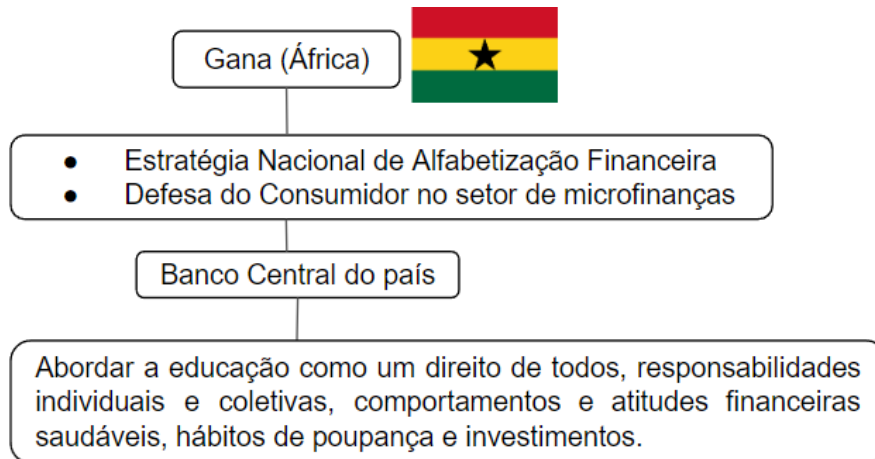 Gana (África)
● Estratégia Nacional de Alfabetização Financeira
● Defesa do Consumidor no setor de microfinanças
Banco Central do país
Abordar a educação como um direito de todos, responsabilidades
individuais e coletivas, comportamentos e atitudes financeiras
saudáveis, hábitos de poupança e investimentos.